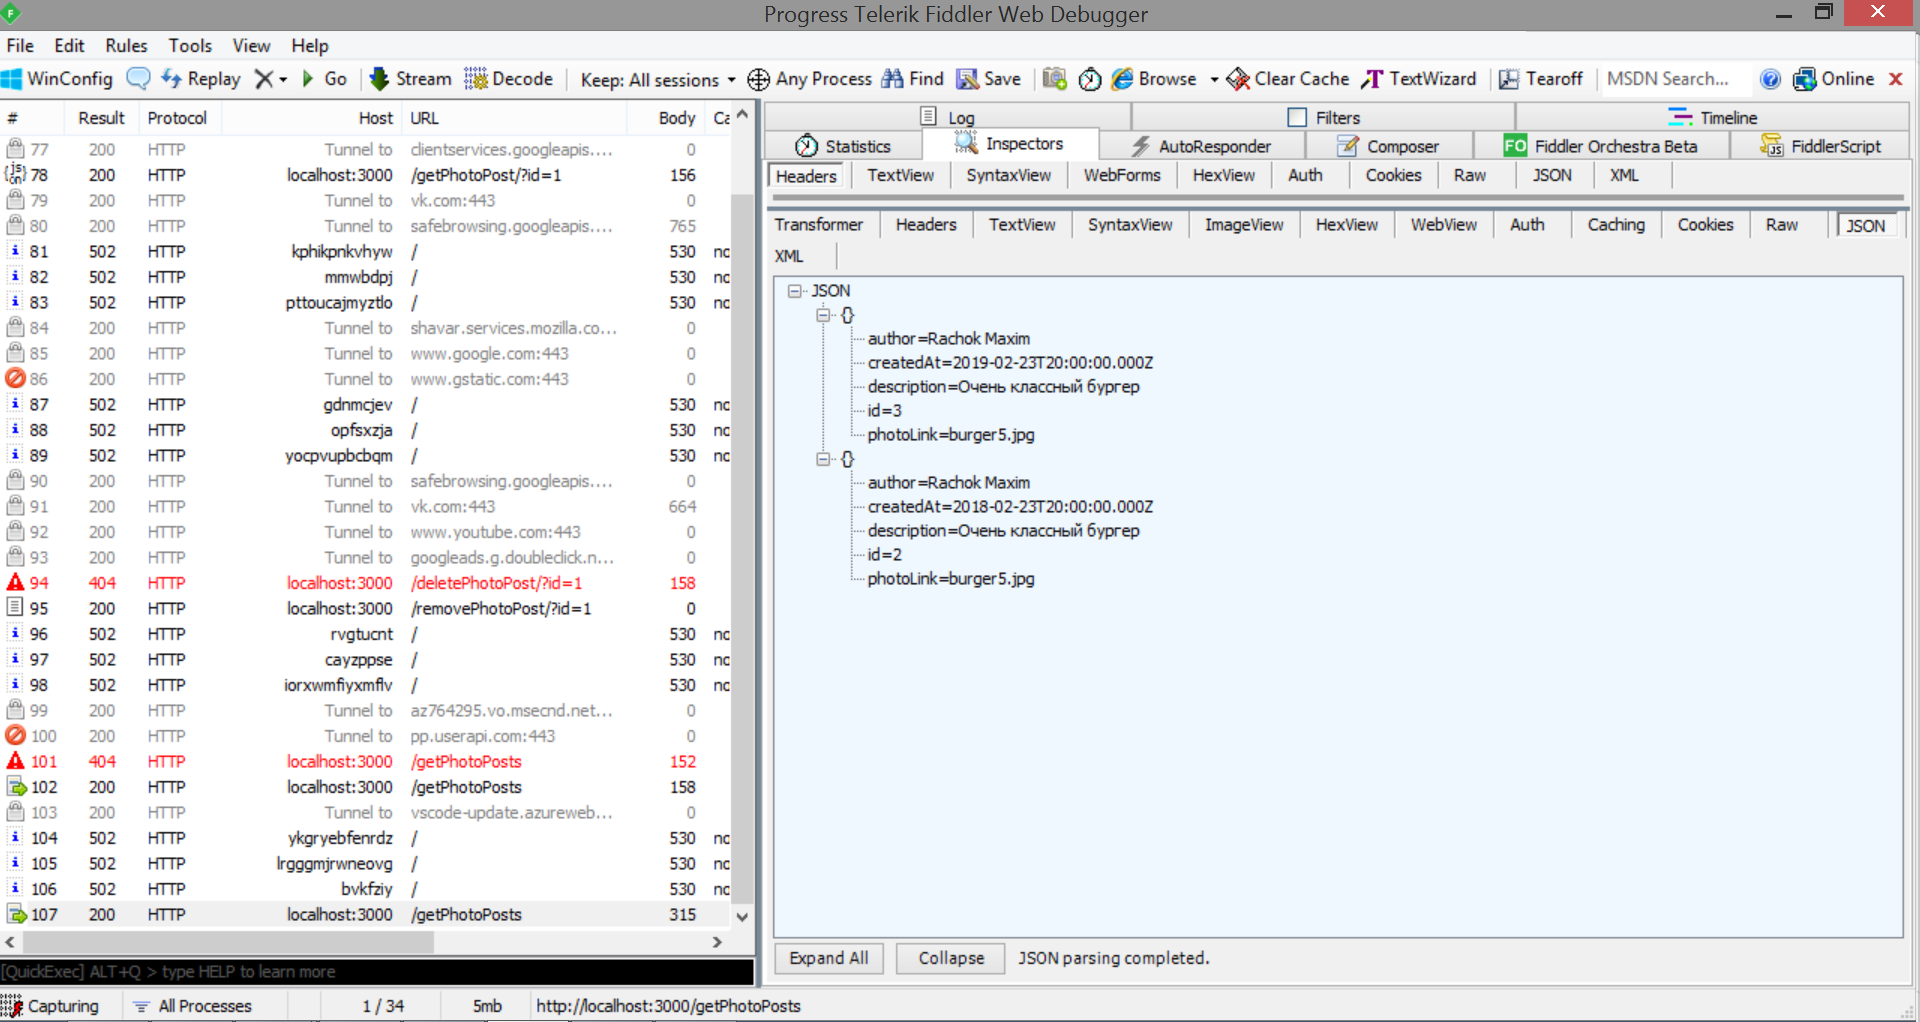 Progress Telerik Fiddler Web Debugger
File Edit Rules Tools View Help
WinConfig Replay Go Stream Decode Keep: All sessions Any Process Find Save Browse Clear Cache TextWizard Tearoff MSDN Search... Online
# Result Protocol Host URL Body Ca
77 200 HTTP Tunnel to clientservices.googleapis....  0
78 200 HTTP localhost:3000 /getPhotoPost/?id=1 156
79 200 HTTP Tunnel to vk.com:443 0
80 200 HTTP Tunnel to safebrowsing.googleapis.... 765
81 502 HTTP kphikpnkvhyw / 530 no
82 502 HTTP mmwbdpj / 530 no
83 502 HTTP pttoucajmyztlo / 530 no
84 200 HTTP Tunnel to shavar.services.mozilla.co... 0
85 200 HTTP Tunnel to www.google.com:443 0
86 200 HTTP Tunnel to www.gstatic.com:443 0
87 502 HTTP gdnmcjev / 530 no
88 502 HTTP opfsxzja / 530 no
89 502 HTTP yocpvupbcbqm / 530 no
90 200 HTTP Tunnel to safebrowsing.googleapis.... 0
91 200 HTTP Tunnel to vk.com:443 664
92 200 HTTP Tunnel to www.youtube.com:443 0
93 200 HTTP Tunnel to googleads.g.doubleclick.n... 0
94 404 HTTP localhost:3000 /deletePhotoPost/?id=1 158
95 200 HTTP localhost:3000 /removePhotoPost/?id=1 0
96 502 HTTP rvgtucnt / 530 no
97 502 HTTP cayzppse / 530 no
98 502 HTTP iorxwmfiyxmflv / 530 no
99 200 HTTP Tunnel to az764295.vo.msecnd.net... 0
100 200 HTTP Tunnel to pp.userapi.com:443 0
101 404 HTTP localhost:3000 /getPhotoPosts 152
102 200 HTTP localhost:3000 /getPhotoPosts 158
103 200 HTTP Tunnel to vscode-update.azureweb... 0
104 502 HTTP ykgryebfenrdz / 530 no
105 502 HTTP lrgggmjrwneovg / 530 no
106 502 HTTP bvkfziy / 530 no
107 200 HTTP localhost:3000 /getPhotoPosts 315
[QuickExec] ALT+Q > type HELP to learn more
Log Filters Timeline
Statistics Inspectors AutoResponder Composer FO Fiddler Orchestra Beta FiddlerScript
Headers TextView SyntaxView WebForms HexView Auth Cookies Raw JSON XML
Transformer Headers TextView SyntaxView ImageView HexView WebView Auth Caching Cookies Raw JSON
XML
JSON
{}
author=Rachok Maxim
createdAt=2019-02-23T20:00:00.000Z
description=Очень классный бургер
id=3
photoLink=burger5.jpg
{}
author=Rachok Maxim
createdAt=2018-02-23T20:00:00.000Z
description=Очень классный бургер
id=2
photoLink=burger5.jpg
Expand All Collapse JSON parsing completed.
Capturing All Processes 1 / 34 5mb http://localhost:3000/getPhotoPosts